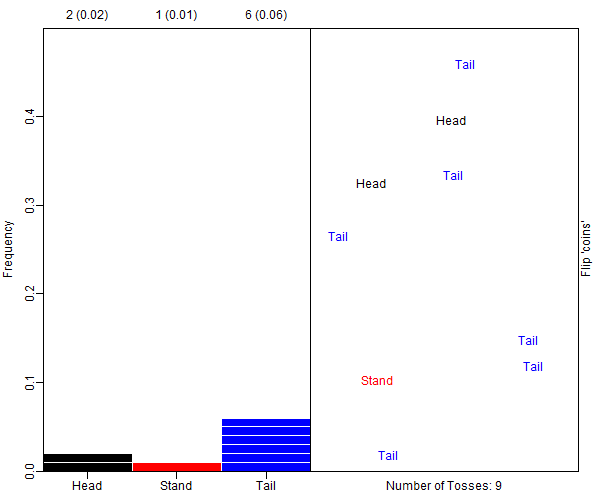 2 (0.02) 1 (0.01) 6 (0.06)
Frequency
0.4
0.3
0.2
0.1
0.0
Head Stand Tail
Tail
Head
Tail
Head
Tail
Tail
Tail
Stand
Tail
Number of Tosses: 9
Flip 'coins'